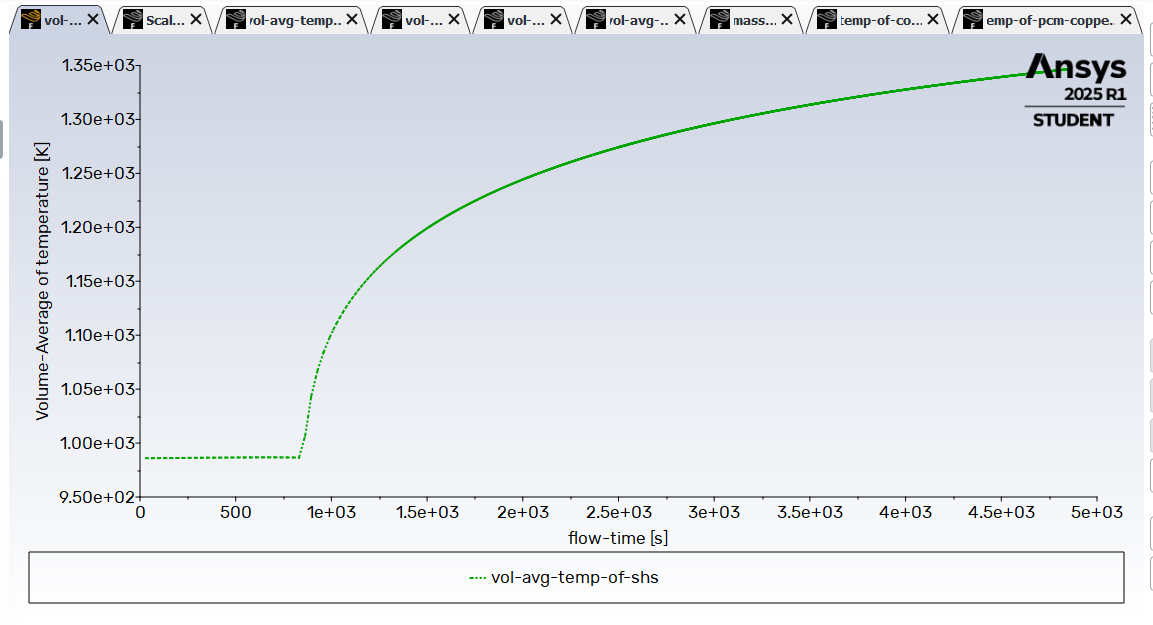 vol-...
Scal...
vol-avg-temp...
vol-...
vol-...
vol-avg-..
mass...
temp-of-co...
emp-of-pcm-coppe..
Ansys
2025 R1
STUDENT
Volume-Average of temperature [K]
1.35e+03
1.30e+03
1.25e+03
1.20e+03
1.15e+03
1.10e+03
1.05e+03
1.00e+03
9.50e+02
0 500 1e+03 1.5e+03 2e+03 2.5e+03 3e+03 3.5e+03 4e+03 4.5e+03 5e+03
flow-time [s]
vol-avg-temp-of-shs